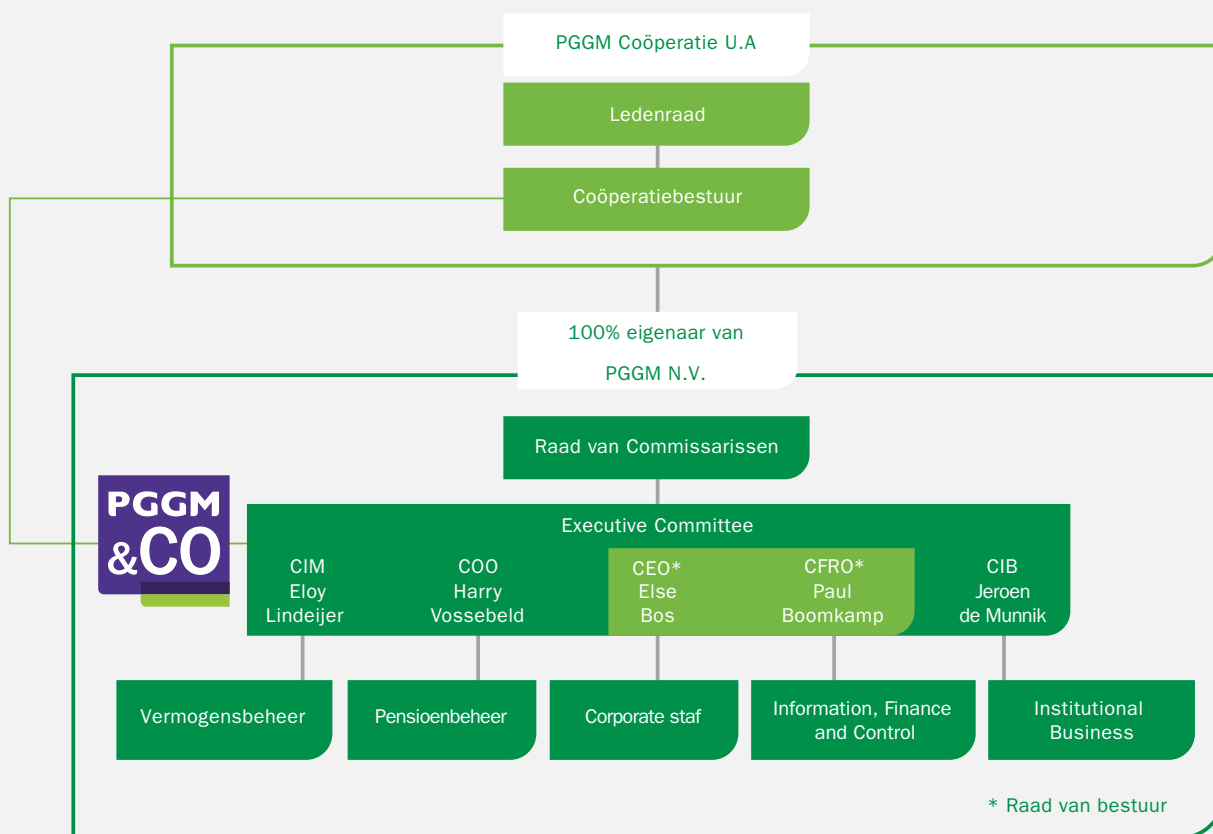 PGGM Coöperatie U.A
Ledenraad
Coöperatiebestuur
100% eigenaar van
PGGM N.V.
Raad van Commissarissen
PGGM
&CO
Executive Committee
CIM
Eloy
Lindeijer
COO
Harry
Vossebeld
CEO*
Else
Bos
CFRO*
Paul
Boomkamp
CIB
Jeroen
de Munnik
Vermogensbeheer
Pensioenbeheer
Corporate staf
Information, Finance
and Control
Institutional
Business
* Raad van bestuur